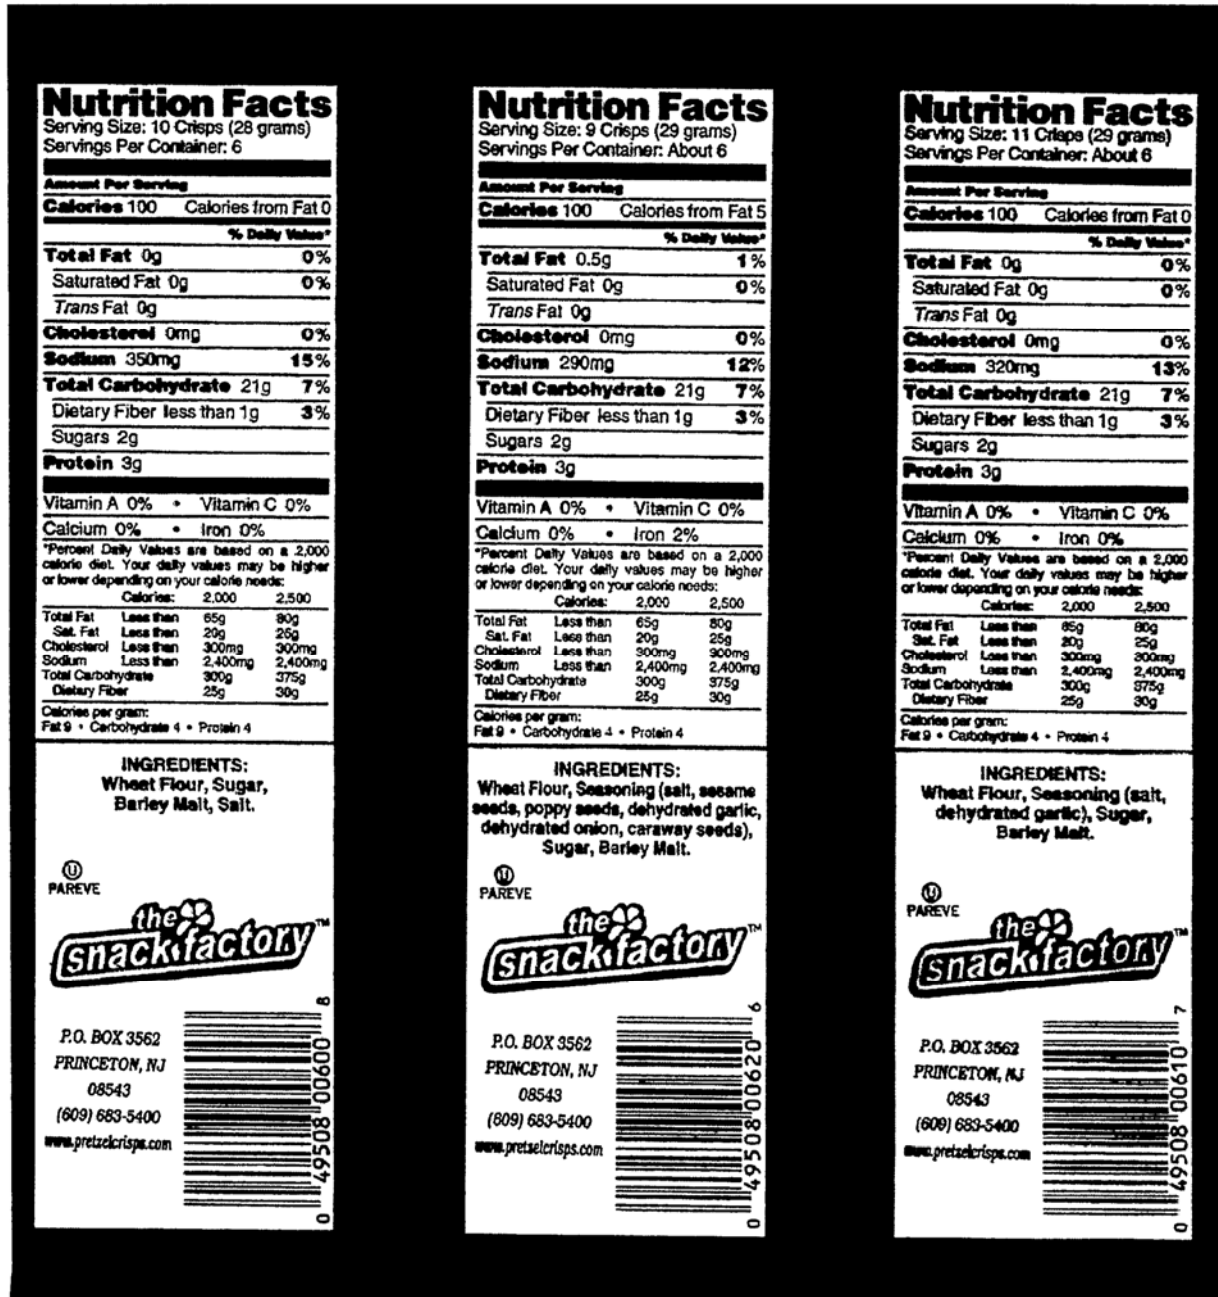 Nutrition Facts
Serving Size: 10 Crisps (28 grams)
Servings Per Container: 6
Amount Per Serving
Calories 100 Calories from Fat 0
% Daily Value*
Total Fat 0g 0%
Saturated Fat 0g 0%
Trans Fat 0g
Cholesterol 0mg 0%
Sodium 350mg 15%
Total Carbohydrate 21g 7%
Dietary Fiber less than 1g 3%
Sugars 2g
Protein 3g
Vitamin A 0% • Vitamin C 0%
Calcium 0% • Iron 0%
*Percent Daily Values are based on a 2,000
calorie diet. Your daily values may be higher
or lower depending on your calorie needs:
Calories: 2,000 2,500
Total Fat Less than 65g 80g
Sat. Fat Less than 20g 25g
Cholesterol Less than 300mg 300mg
Sodium Less than 2,400mg 2,400mg
Total Carbohydrate 300g 375g
Dietary Fiber 25g 30g
Calories per gram:
Fat 9 • Carbohydrate 4 • Protein 4
INGREDIENTS:
Wheat Flour, Sugar,
Barley Malt, Salt.
U
PAREVE
the
snack factory™
P.O. BOX 3562
PRINCETON, NJ
08543
(609) 683-5400
www.pretzelcrisps.com
0 49508 00600 8
Nutrition Facts
Serving Size: 9 Crisps (29 grams)
Servings Per Container: About 6
Amount Per Serving
Calories 100 Calories from Fat 5
% Daily Value*
Total Fat 0.5g 1%
Saturated Fat 0g 0%
Trans Fat 0g
Cholesterol 0mg 0%
Sodium 290mg 12%
Total Carbohydrate 21g 7%
Dietary Fiber less than 1g 3%
Sugars 2g
Protein 3g
Vitamin A 0% • Vitamin C 0%
Calcium 0% • Iron 2%
*Percent Daily Values are based on a 2,000
calorie diet. Your daily values may be higher
or lower depending on your calorie needs:
Calories: 2,000 2,500
Total Fat Less than 65g 80g
Sat. Fat Less than 20g 25g
Cholesterol Less than 300mg 300mg
Sodium Less than 2,400mg 2,400mg
Total Carbohydrate 300g 375g
Dietary Fiber 25g 30g
Calories per gram:
Fat 9 • Carbohydrate 4 • Protein 4
INGREDIENTS:
Wheat Flour, Seasoning (salt, sesame
seeds, poppy seeds, dehydrated garlic,
dehydrated onion, caraway seeds),
Sugar, Barley Malt.
U
PAREVE
the
snack factory™
P.O. BOX 3562
PRINCETON, NJ
08543
(609) 683-5400
www.pretzelcrisps.com
0 49508 00620 6
Nutrition Facts
Serving Size: 11 Crisps (29 grams)
Servings Per Container: About 6
Amount Per Serving
Calories 100 Calories from Fat 0
% Daily Value*
Total Fat 0g 0%
Saturated Fat 0g 0%
Trans Fat 0g
Cholesterol 0mg 0%
Sodium 320mg 13%
Total Carbohydrate 21g 7%
Dietary Fiber less than 1g 3%
Sugars 2g
Protein 3g
Vitamin A 0% • Vitamin C 0%
Calcium 0% • Iron 0%
*Percent Daily Values are based on a 2,000
calorie diet. Your daily values may be higher
or lower depending on your calorie needs:
Calories: 2,000 2,500
Total Fat Less than 65g 80g
Sat. Fat Less than 20g 25g
Cholesterol Less than 300mg 300mg
Sodium Less than 2,400mg 2,400mg
Total Carbohydrate 300g 375g
Dietary Fiber 25g 30g
Calories per gram:
Fat 9 • Carbohydrate 4 • Protein 4
INGREDIENTS:
Wheat Flour, Seasoning (salt,
dehydrated garlic), Sugar,
Barley Malt.
U
PAREVE
the
snack factory™
P.O. BOX 3562
PRINCETON, NJ
08543
(609) 683-5400
www.pretzelcrisps.com
0 49508 00610 7